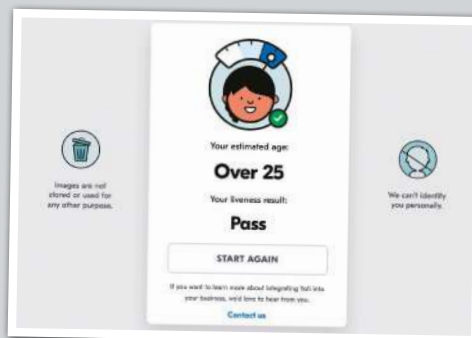 Images are not
stored or used for
any other purpose.
Your estimated age:
Over 25
Your liveness result:
Pass
START AGAIN
If you want to learn more about integrating Yoti into
your business, we'd love to hear from you.
Contact us
We can't identify
you personally.